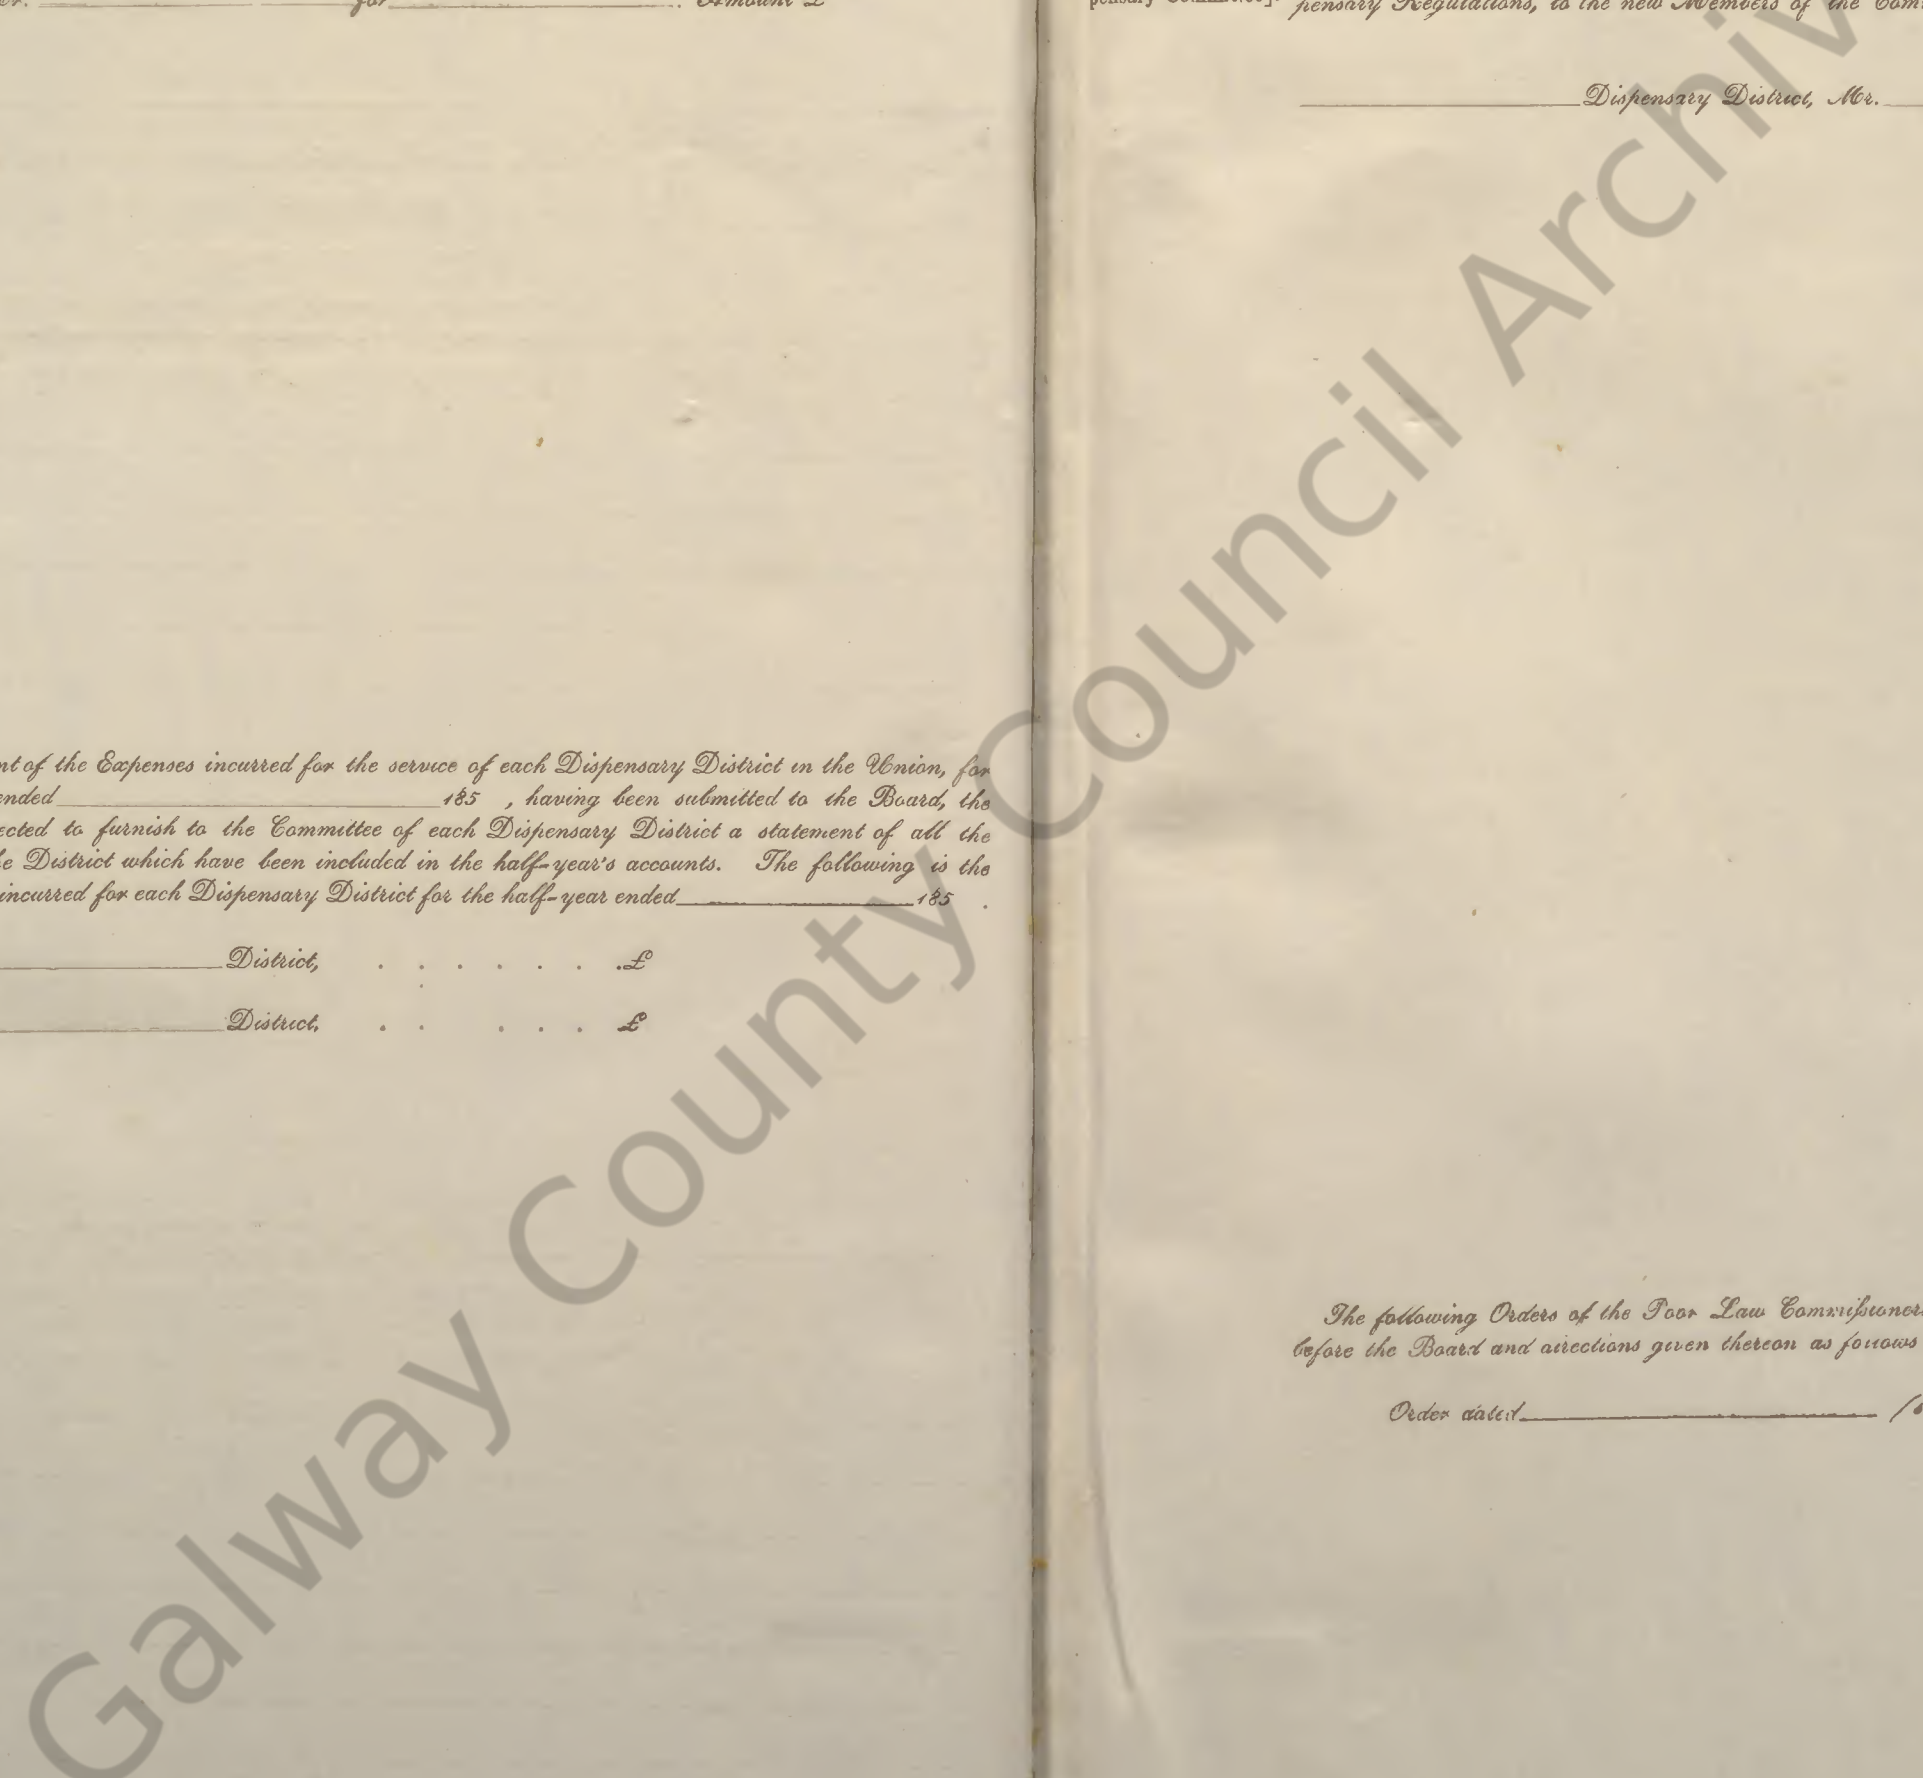 for Amount £
nt of the Expenses incurred for the service of each Dispensary District in the Union, for
ended 185 , having been submitted to the Board, the
ected to furnish to the Committee of each Dispensary District a statement of all the
e District which have been included in the half-year's accounts. The following is the
incurred for each Dispensary District for the half-year ended 185 .
District, . . . . . . . £
District, . . . . . £
pensary Committee]. pensary Regulations, to the new Members of the Com
Dispensary District, Mr.
The following Orders of the Poor Law Commissioners
before the Board and directions given thereon as follows
Order dated
Galway County Council Archiv